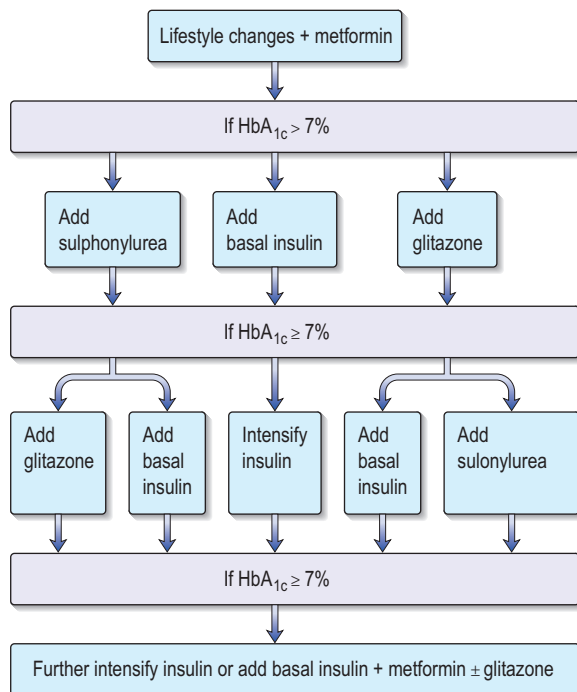 Lifestyle changes + metformin
If HbA1c > 7%
Add
sulphonylurea
Add
basal insulin
Add
glitazone
If HbA1c ≥ 7%
Add
glitazone
Add
basal
insulin
Intensify
insulin
Add
basal
insulin
Add
sulonylurea
If HbA1c ≥ 7%
Further intensify insulin or add basal insulin + metformin ± glitazone